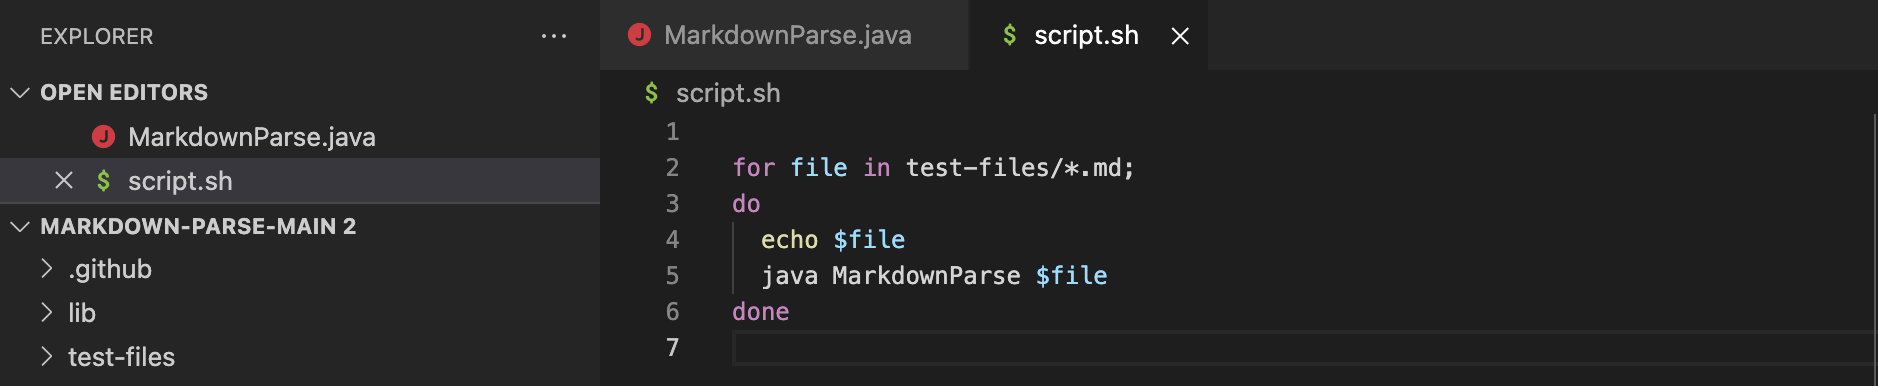 EXPLORER ...
OPEN EDITORS
J MarkdownParse.java
$ script.sh
MARKDOWN-PARSE-MAIN 2
.github
lib
test-files
J MarkdownParse.java $ script.sh
$ script.sh
1
2 for file in test-files/*.md;
3 do
4 echo $file
5 java MarkdownParse $file
6 done
7